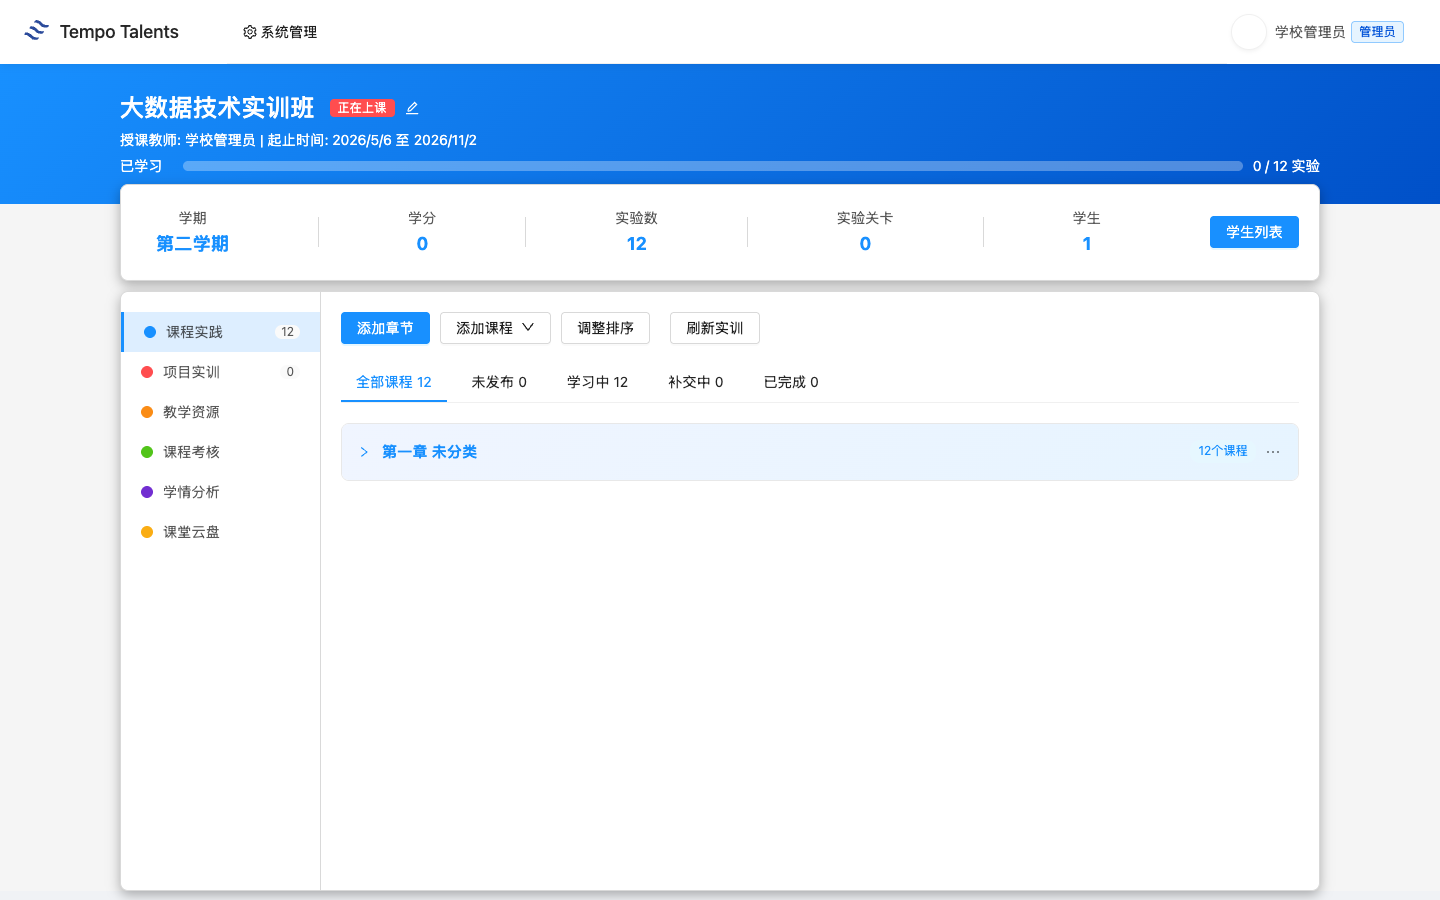 Tempo Talents
系统管理
学校管理员 管理员
大数据技术实训班 正在上课
授课教师: 学校管理员 | 起止时间: 2026/5/6 至 2026/11/2
已学习 0 / 12 实验
学期 学分 实验数 实验关卡 学生
第二学期 0 12 0 1
学生列表
课程实践 12
项目实训 0
教学资源
课程考核
学情分析
课堂云盘
添加章节 添加课程 调整排序 刷新实训
全部课程 12 未发布 0 学习中 12 补交中 0 已完成 0
第一章 未分类 12个课程 ...